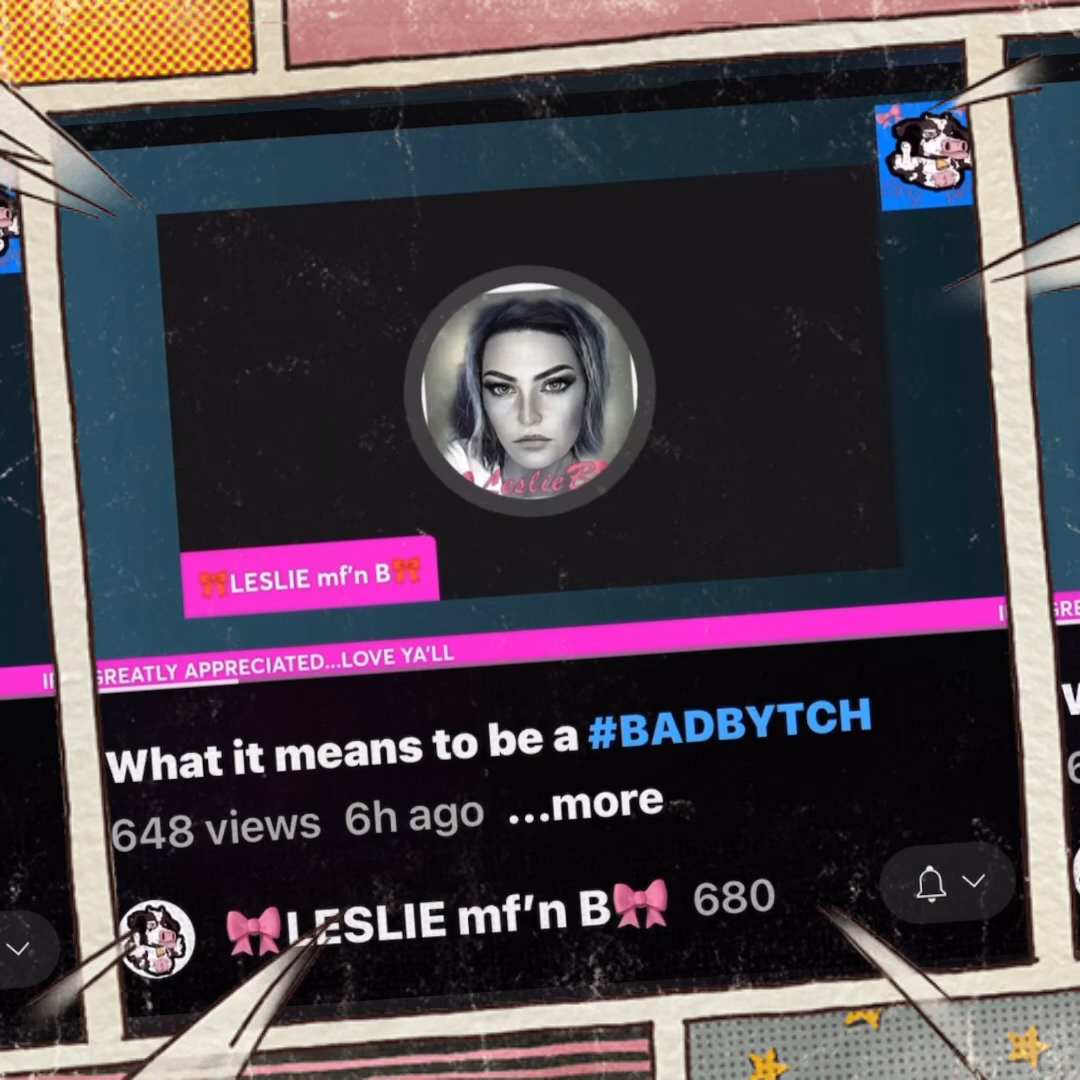 LeslieB
🎀LESLIE mf'n B🎀
GREATLY APPRECIATED...LOVE YA'LL
What it means to be a #BADBYTCH
648 views 6h ago ...more
🎀LESLIE mf'n B🎀 680